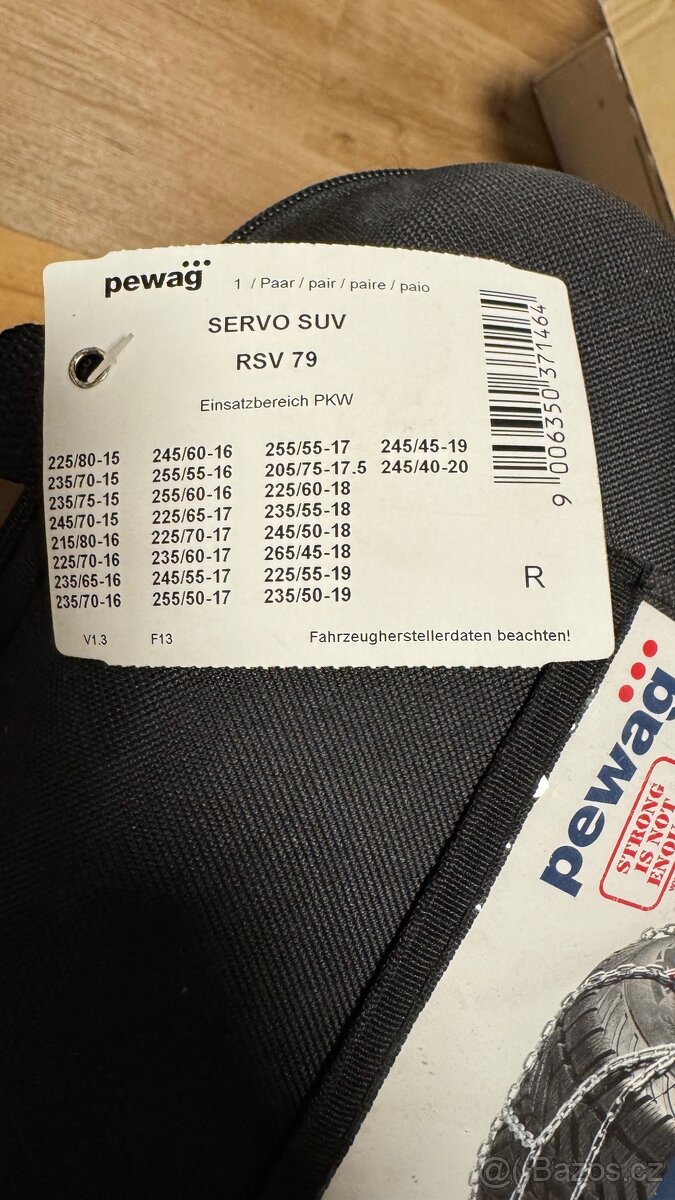 pewag
1 / Paar / pair / paire / paio
SERVO SUV
RSV 79
Einsatzbereich PKW
225/80-15
235/70-15
235/75-15
245/70-15
215/80-16
225/70-16
235/65-16
235/70-16
245/60-16
255/55-16
255/60-16
225/65-17
225/70-17
235/60-17
245/55-17
255/50-17
255/55-17
205/75-17.5
225/60-18
235/55-18
245/50-18
265/45-18
225/55-19
235/50-19
245/45-19
245/40-20
9 006350 371464
R
V1.3 F13
Fahrzeugherstellerdaten beachten!
pewag
STRONG
IS NOT
@Bazos.cz